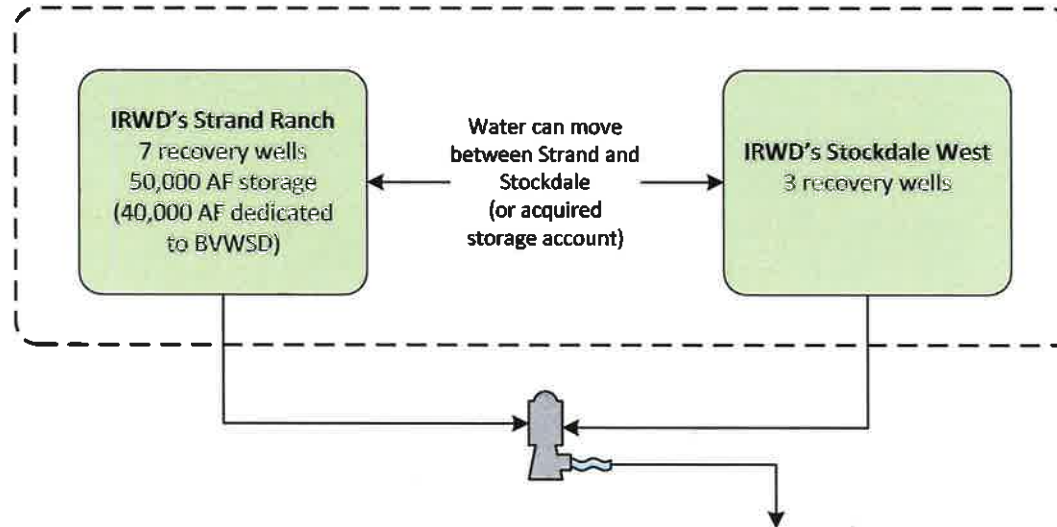 IRWD's Strand Ranch
7 recovery wells
50,000 AF storage
(40,000 AF dedicated
to BVWSD)
Water can move
between Strand and
Stockdale
(or acquired
storage account)
IRWD's Stockdale West
3 recovery wells